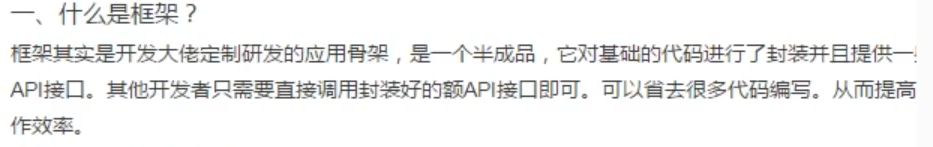 一、什么是框架？
框架其实是开发大佬定制研发的应用骨架，是一个半成品，它对基础的代码进行了封装并且提供一
API接口。其他开发者只需要直接调用封装好的额API接口即可。可以省去很多代码编写。从而提高
作效率。